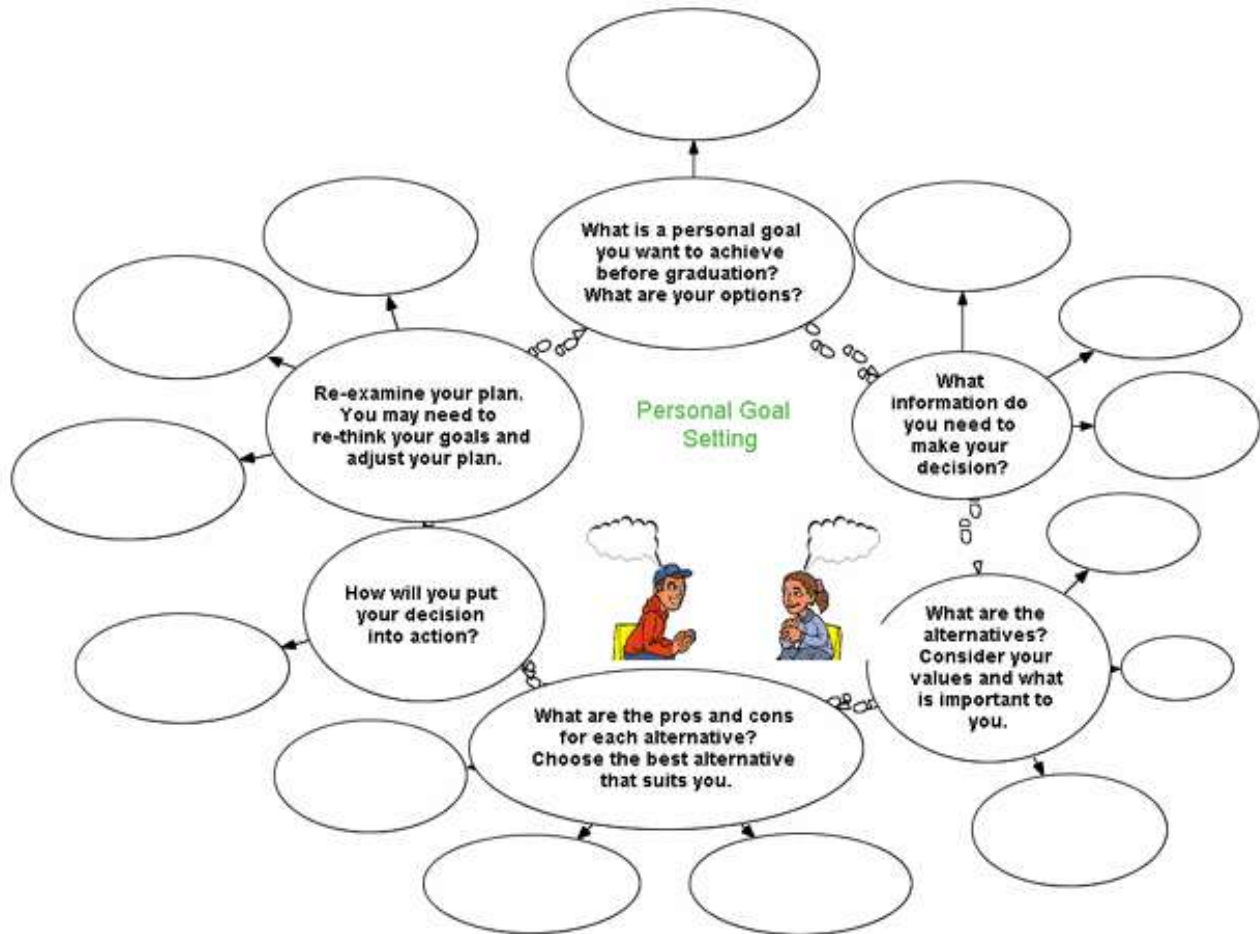 What is a personal goal
you want to achieve
before graduation?
What are your options?
Personal Goal
Setting
What
information do
you need to
make your
decision?
What are the
alternatives?
Consider your
values and what
is important to
you.
What are the pros and cons
for each alternative?
Choose the best alternative
that suits you.
How will you put
your decision
into action?
Re-examine your plan.
You may need to
re-think your goals and
adjust your plan.